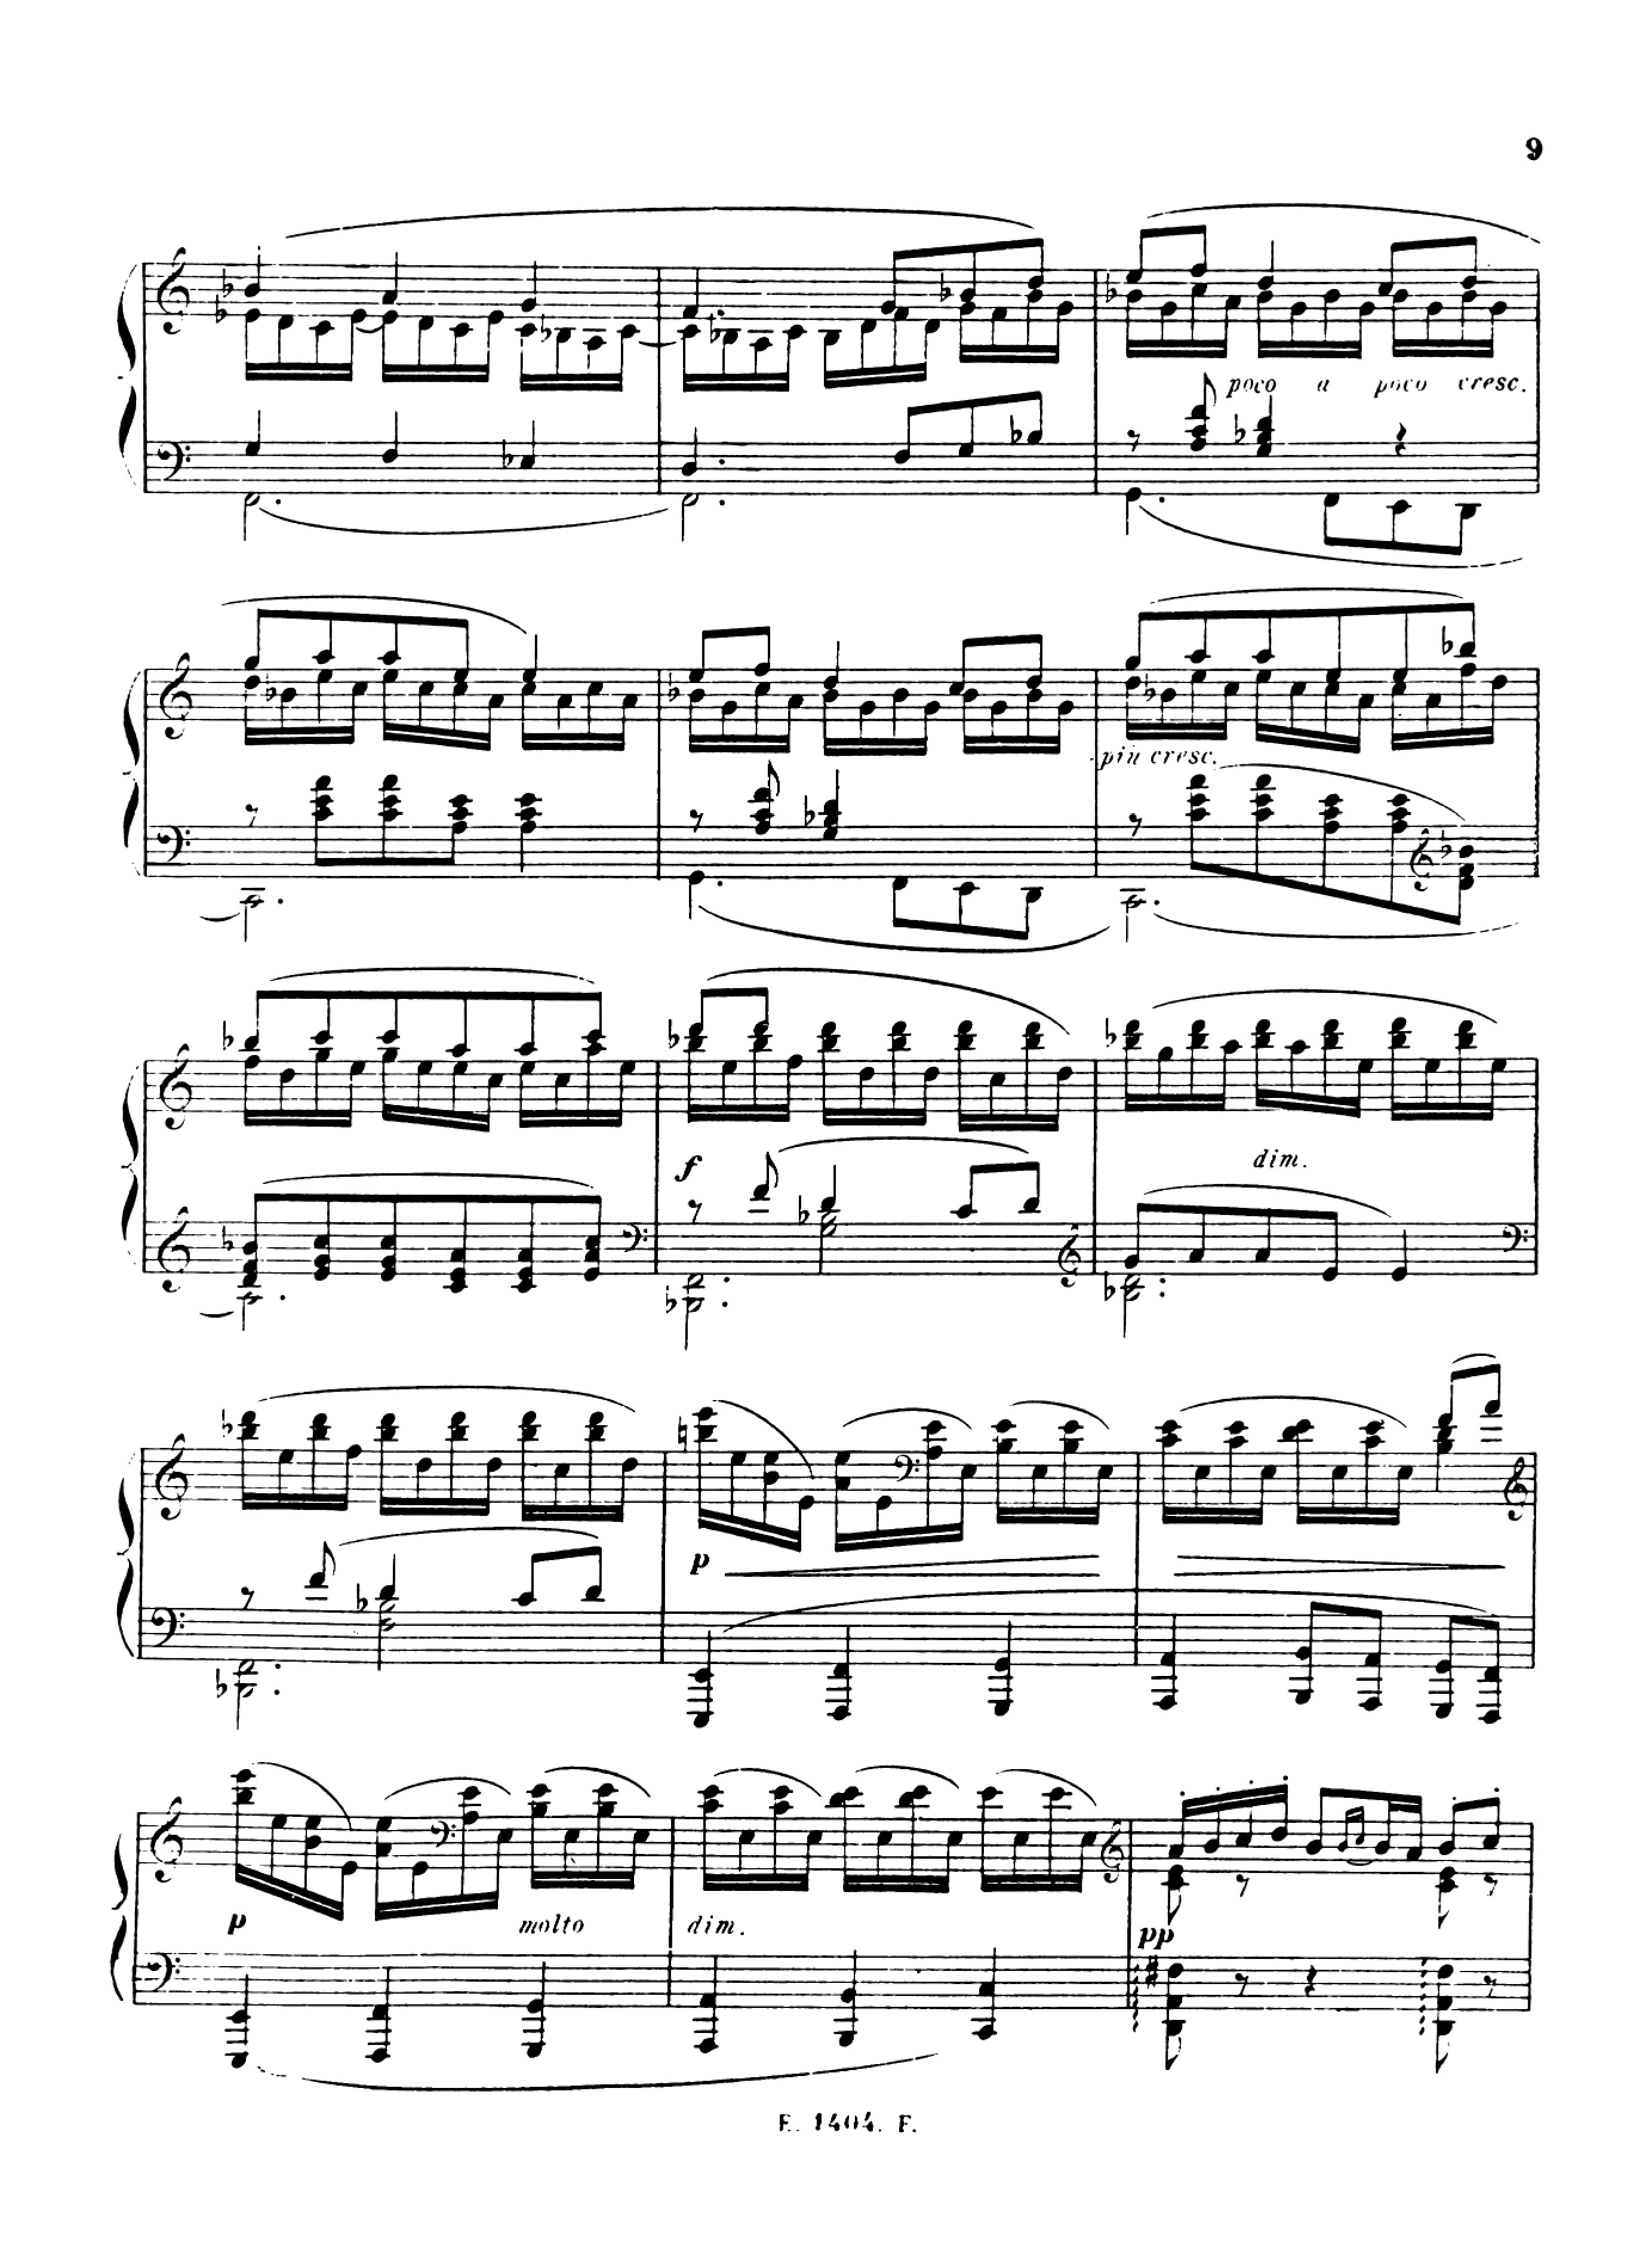 9
poco a poco cresc.
più cresc.
f
dim.
p
p
molto
dim.
pp
E. 1404. F.